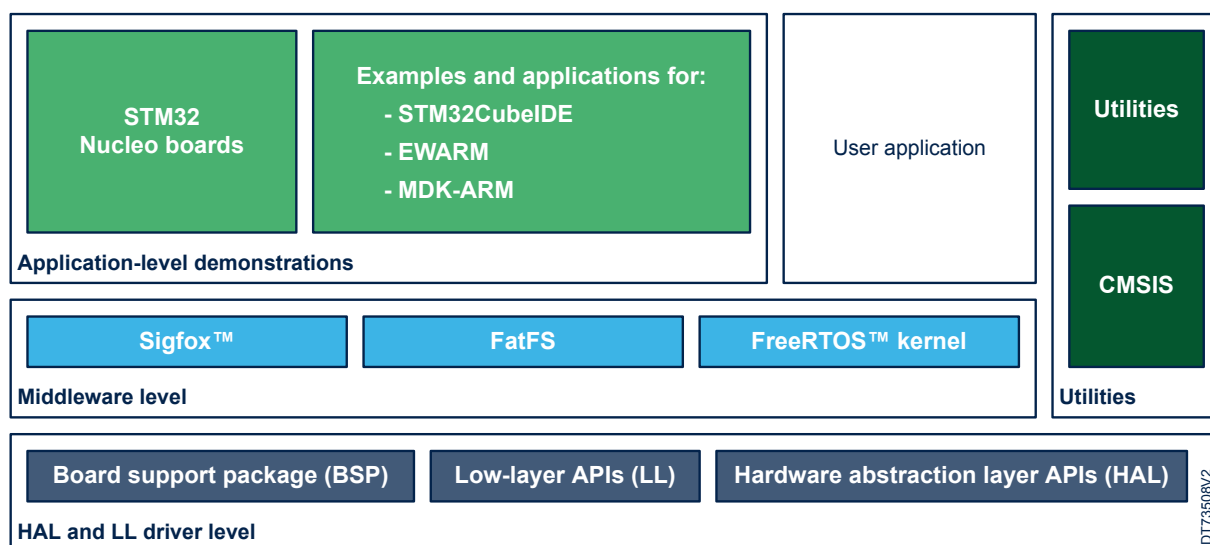 STM32
Nucleo boards
Examples and applications for:
- STM32CubeIDE
- EWARM
- MDK-ARM
Application-level demonstrations
User application
Utilities
CMSIS
Utilities
Sigfox™
FatFS
FreeRTOS™ kernel
Middleware level
Board support package (BSP)
Low-layer APIs (LL)
Hardware abstraction layer APIs (HAL)
HAL and LL driver level
DT73508V2